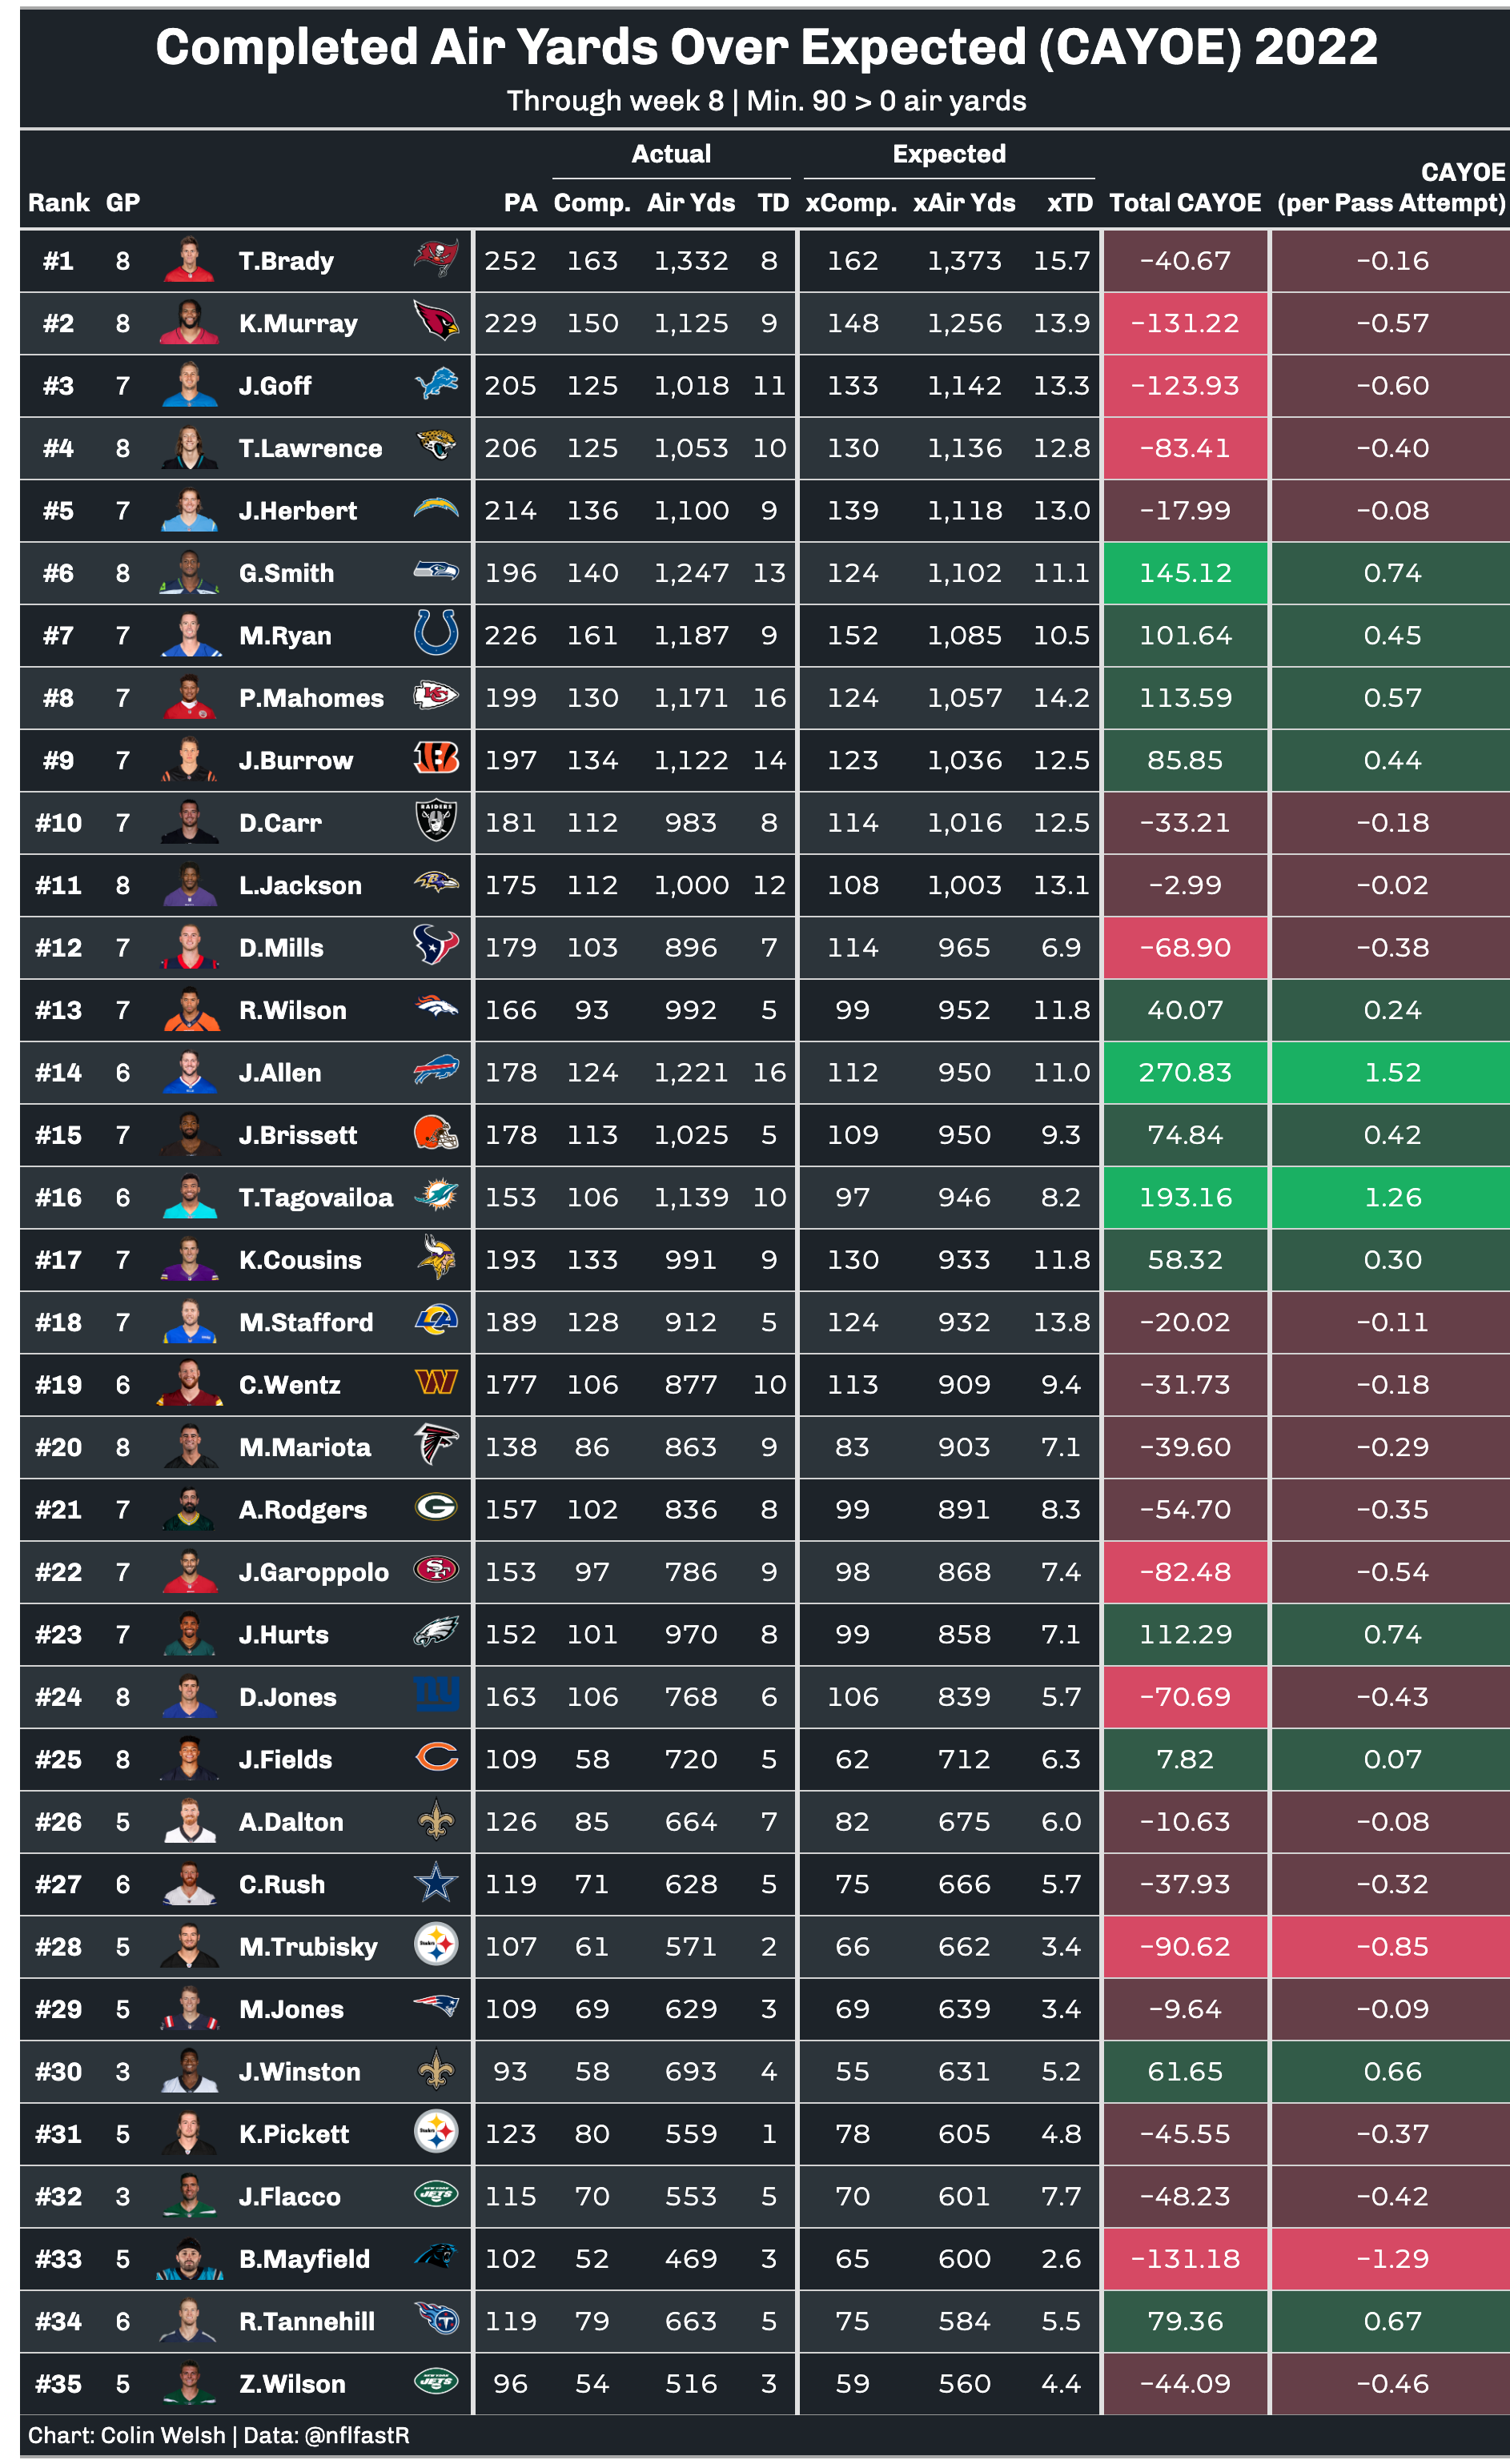 Completed Air Yards Over Expected (CAYOE) 2022
Through week 8 | Min. 90 > 0 air yards
Actual Expected
Rank GP PA Comp. Air Yds TD xComp. xAir Yds xTD Total CAYOE CAYOE (per Pass Attempt)
#1 8 T.Brady 252 163 1,332 8 162 1,373 15.7 −40.67 −0.16
#2 8 K.Murray 229 150 1,125 9 148 1,256 13.9 −131.22 −0.57
#3 7 J.Goff 205 125 1,018 11 133 1,142 13.3 −123.93 −0.60
#4 8 T.Lawrence 206 125 1,053 10 130 1,136 12.8 −83.41 −0.40
#5 7 J.Herbert 214 136 1,100 9 139 1,118 13.0 −17.99 −0.08
#6 8 G.Smith 196 140 1,247 13 124 1,102 11.1 145.12 0.74
#7 7 M.Ryan 226 161 1,187 9 152 1,085 10.5 101.64 0.45
#8 7 P.Mahomes KC 199 130 1,171 16 124 1,057 14.2 113.59 0.57
#9 7 J.Burrow 197 134 1,122 14 123 1,036 12.5 85.85 0.44
#10 7 D.Carr RAIDERS 181 112 983 8 114 1,016 12.5 −33.21 −0.18
#11 8 L.Jackson 175 112 1,000 12 108 1,003 13.1 −2.99 −0.02
#12 7 D.Mills 179 103 896 7 114 965 6.9 −68.90 −0.38
#13 7 R.Wilson 166 93 992 5 99 952 11.8 40.07 0.24
#14 6 J.Allen 178 124 1,221 16 112 950 11.0 270.83 1.52
#15 7 J.Brissett 178 113 1,025 5 109 950 9.3 74.84 0.42
#16 6 T.Tagovailoa 153 106 1,139 10 97 946 8.2 193.16 1.26
#17 7 K.Cousins 193 133 991 9 130 933 11.8 58.32 0.30
#18 7 M.Stafford LA 189 128 912 5 124 932 13.8 −20.02 −0.11
#19 6 C.Wentz W 177 106 877 10 113 909 9.4 −31.73 −0.18
#20 8 M.Mariota 138 86 863 9 83 903 7.1 −39.60 −0.29
#21 7 A.Rodgers G 157 102 836 8 99 891 8.3 −54.70 −0.35
#22 7 J.Garoppolo SF 153 97 786 9 98 868 7.4 −82.48 −0.54
#23 7 J.Hurts 152 101 970 8 99 858 7.1 112.29 0.74
#24 8 D.Jones ny 163 106 768 6 106 839 5.7 −70.69 −0.43
#25 8 J.Fields C 109 58 720 5 62 712 6.3 7.82 0.07
#26 5 A.Dalton 126 85 664 7 82 675 6.0 −10.63 −0.08
#27 6 C.Rush 119 71 628 5 75 666 5.7 −37.93 −0.32
#28 5 M.Trubisky Steelers 107 61 571 2 66 662 3.4 −90.62 −0.85
#29 5 M.Jones 109 69 629 3 69 639 3.4 −9.64 −0.09
#30 3 J.Winston 93 58 693 4 55 631 5.2 61.65 0.66
#31 5 K.Pickett Steelers 123 80 559 1 78 605 4.8 −45.55 −0.37
#32 3 J.Flacco NEW YORK JETS 115 70 553 5 70 601 7.7 −48.23 −0.42
#33 5 B.Mayfield 102 52 469 3 65 600 2.6 −131.18 −1.29
#34 6 R.Tannehill T 119 79 663 5 75 584 5.5 79.36 0.67
#35 5 Z.Wilson NEW YORK JETS 96 54 516 3 59 560 4.4 −44.09 −0.46
Chart: Colin Welsh | Data: @nflfastR